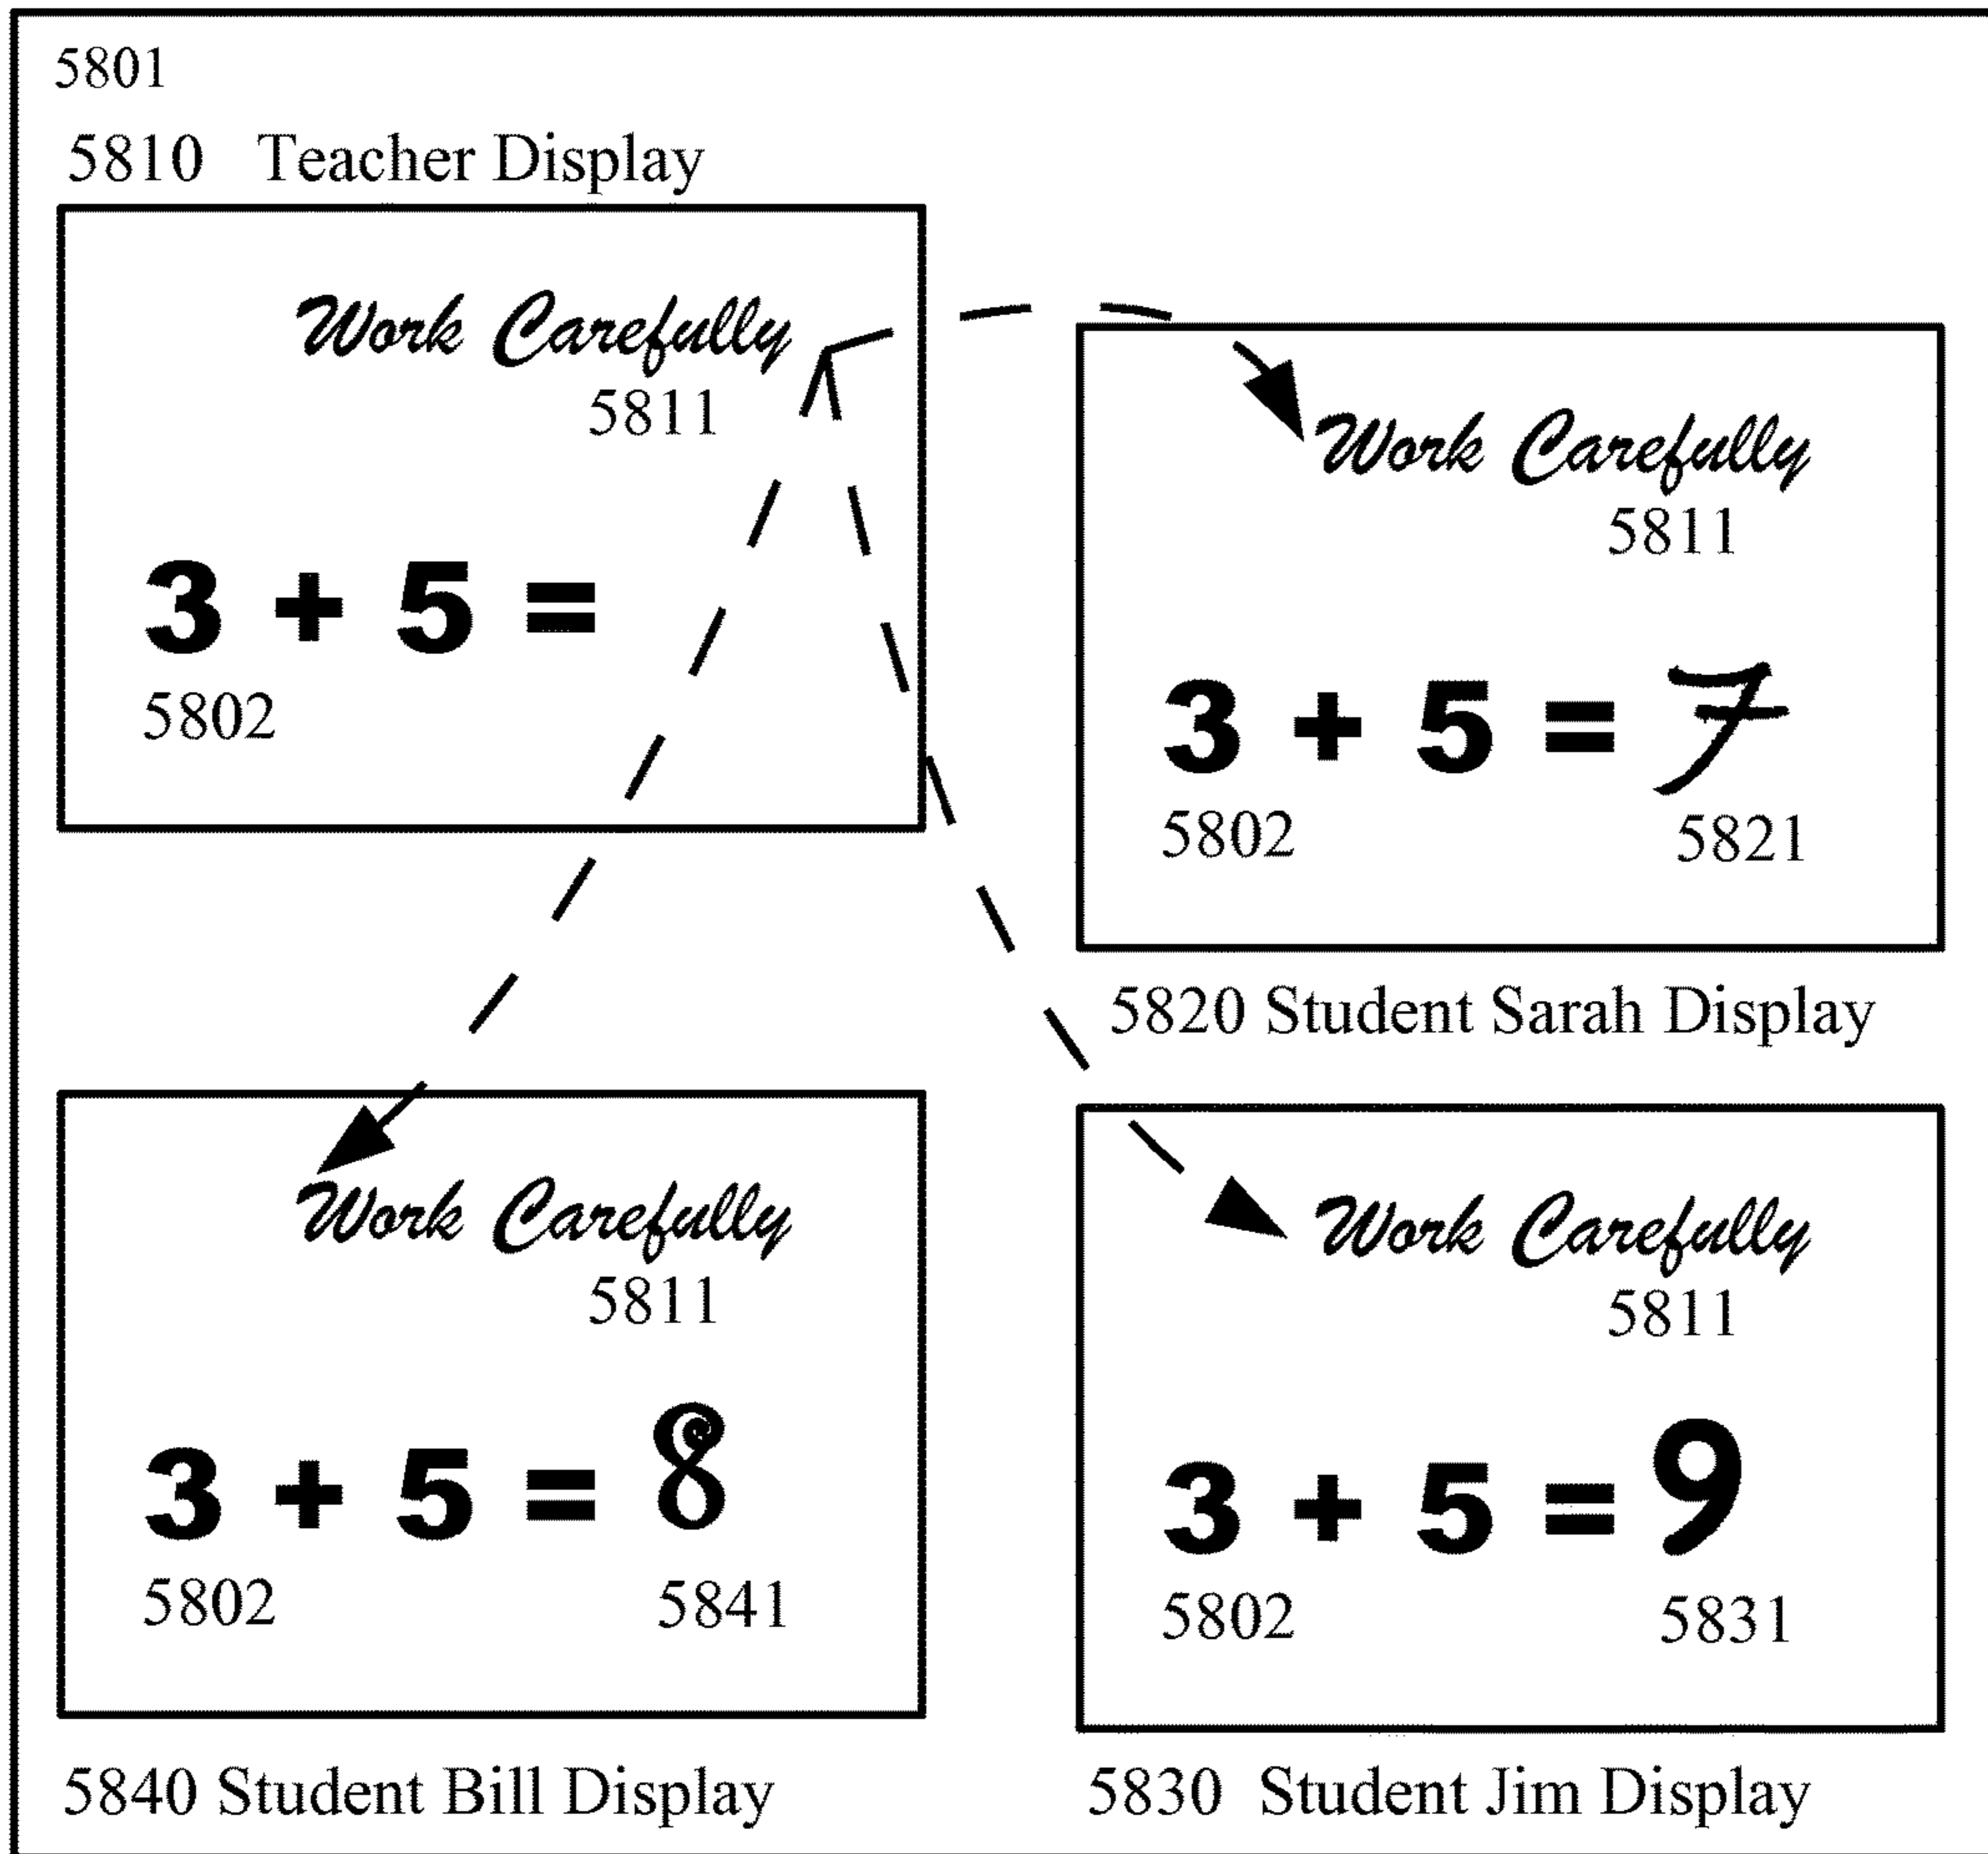 5801
5810 Teacher Display
Work Carefully
5811
3 + 5 =
5802
Work Carefully
5811
3 + 5 = 7
5802 5821
5820 Student Sarah Display
Work Carefully
5811
3 + 5 = 8
5802 5841
5840 Student Bill Display
Work Carefully
5811
3 + 5 = 9
5802 5831
5830 Student Jim Display